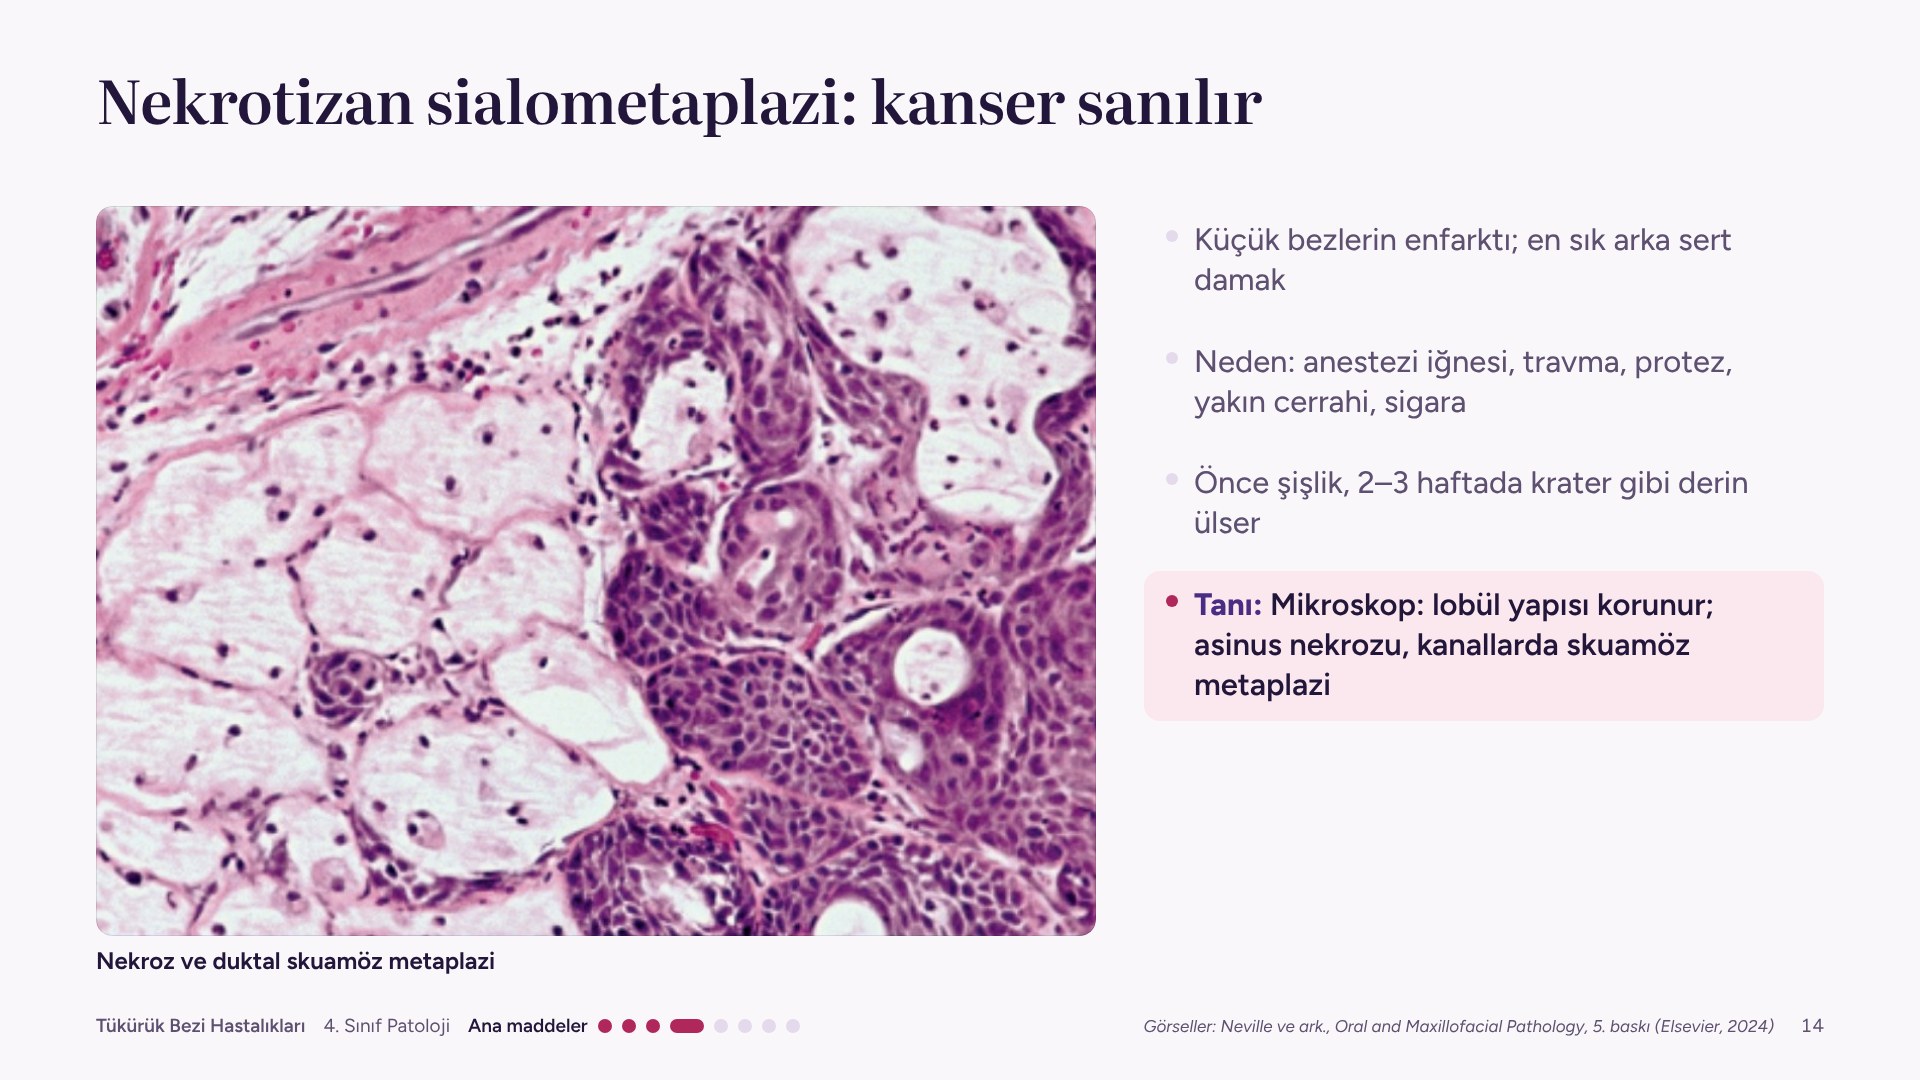 Nekrotizan sialometaplazi: kanser sanılır
Küçük bezlerin enfarktı; en sık arka sert
damak
Neden: anestezi iğnesi, travma, protez,
yakın cerrahi, sigara
Önce şişlik, 2–3 haftada krater gibi derin
ülser
Tanı: Mikroskop: lobül yapısı korunur;
asinus nekrozu, kanallarda skuamöz
metaplazi
Nekroz ve duktal skuamöz metaplazi
Tükürük Bezi Hastalıkları 4. Sınıf Patoloji Ana maddeler
Görseller: Neville ve ark., Oral and Maxillofacial Pathology, 5. baskı (Elsevier, 2024) 14